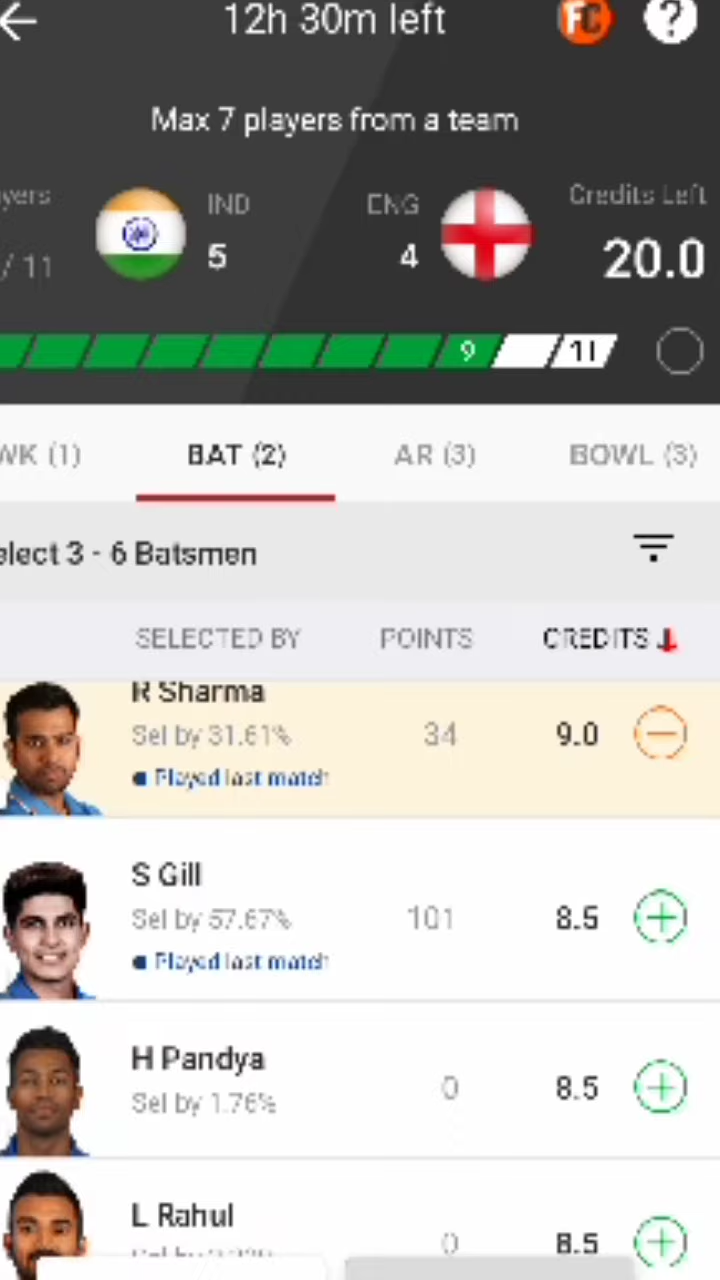 12h 30m left
FC
?
Max 7 players from a team
yers
IND
ENG
Credits Left
/ 11
5
4
20.0
9
11
WK (1)
BAT (2)
AR (3)
BOWL (3)
elect 3 - 6 Batsmen
SELECTED BY
POINTS
CREDITS
R Sharma
Sel by 31.61%
34
9.0
Played last match
S Gill
Sel by 57.67%
101
8.5
Played last match
H Pandya
Sel by 1.76%
0
8.5
L Rahul
0
8.5